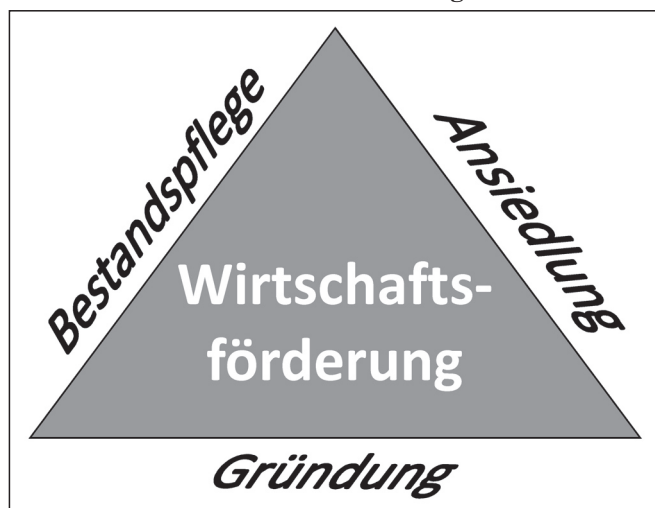 Bestandspflege
Ansiedlung
Wirtschafts-
förderung
Gründung